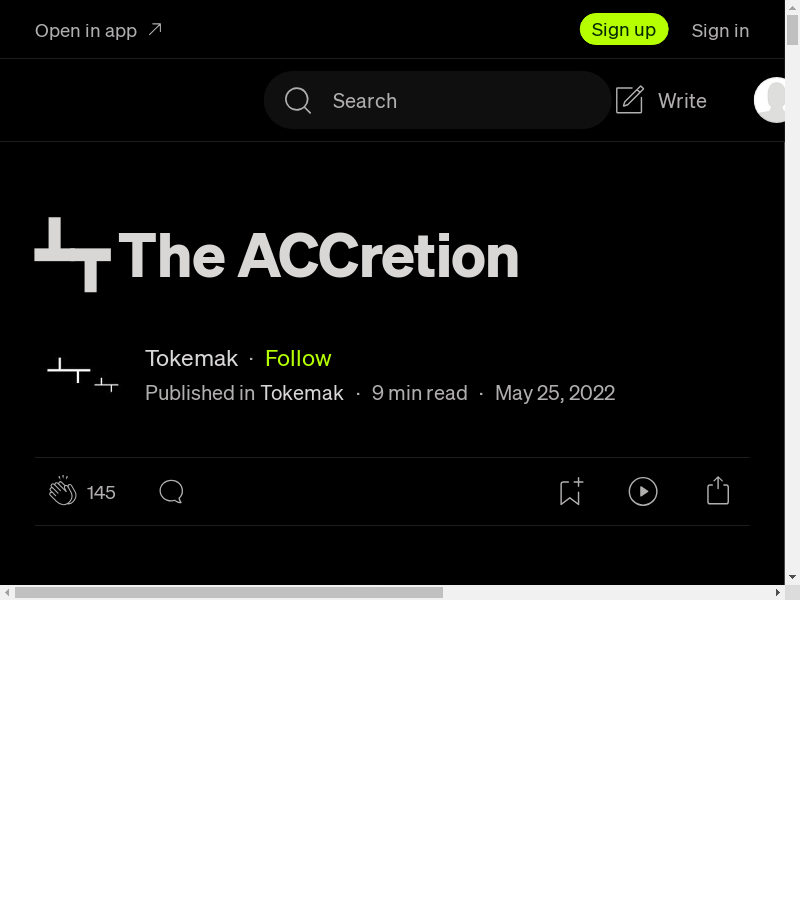 Open in app
Sign up
Sign in
Search
Write
The ACCretion
Tokemak · Follow
Published in Tokemak · 9 min read · May 25, 2022
145